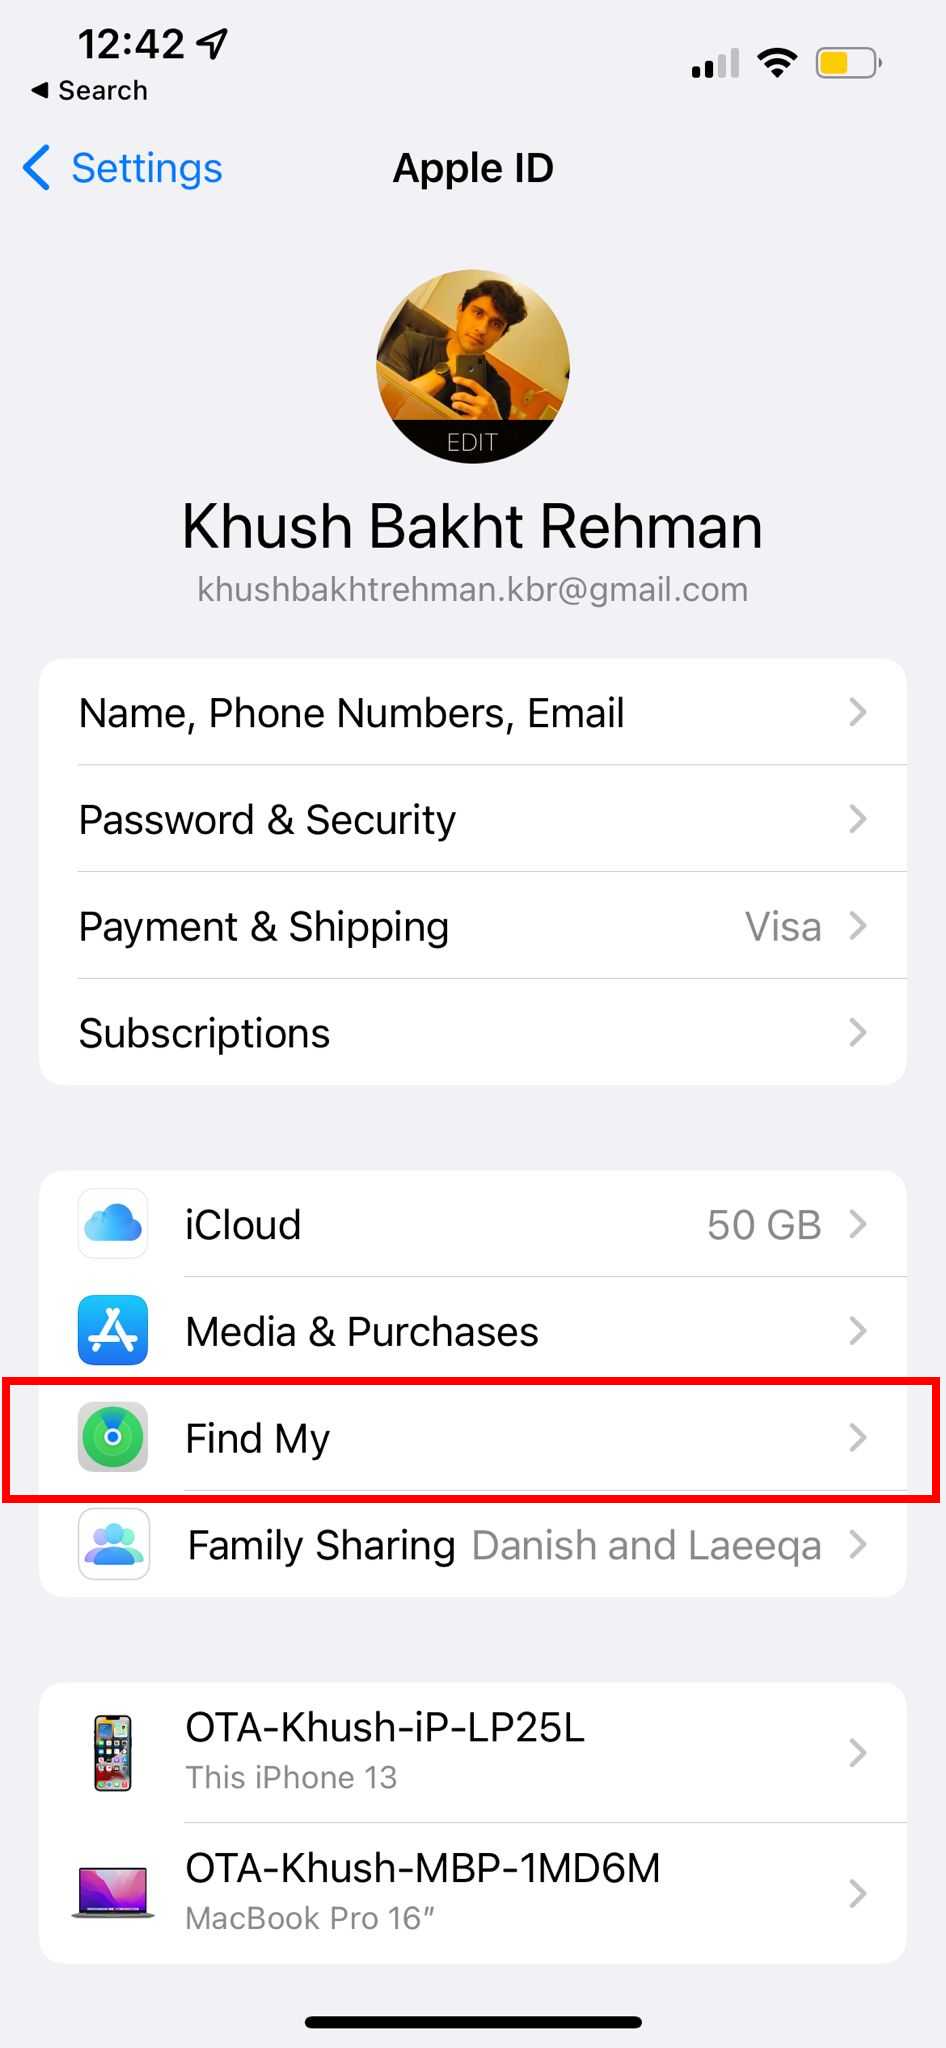 12:42
Search
Settings
Apple ID
EDIT
Khush Bakht Rehman
khushbakhtrehman.kbr@gmail.com
Name, Phone Numbers, Email
Password & Security
Payment & Shipping Visa
Subscriptions
iCloud 50 GB
Media & Purchases
Find My
Family Sharing Danish and Laeeqa
OTA-Khush-iP-LP25L
This iPhone 13
OTA-Khush-MBP-1MD6M
MacBook Pro 16″